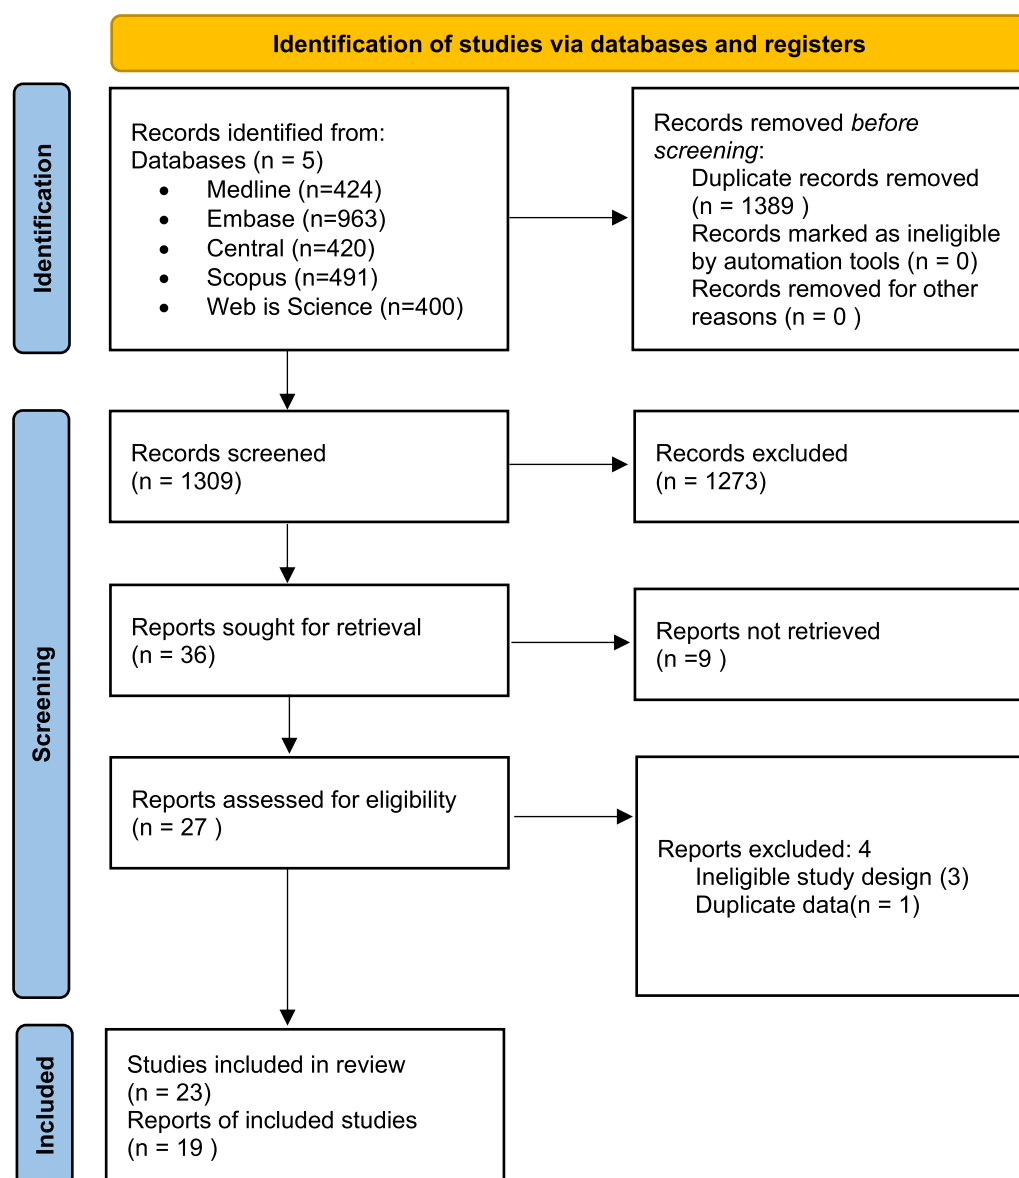 Identification of studies via databases and registers
Identification
Records identified from:
Databases (n = 5)
• Medline (n=424)
• Embase (n=963)
• Central (n=420)
• Scopus (n=491)
• Web is Science (n=400)
Records removed before
screening:
Duplicate records removed
(n = 1389 )
Records marked as ineligible
by automation tools (n = 0)
Records removed for other
reasons (n = 0 )
Screening
Records screened
(n = 1309)
Records excluded
(n = 1273)
Reports sought for retrieval
(n = 36)
Reports not retrieved
(n =9 )
Reports assessed for eligibility
(n = 27 )
Reports excluded: 4
Ineligible study design (3)
Duplicate data(n = 1)
Included
Studies included in review
(n = 23)
Reports of included studies
(n = 19 )